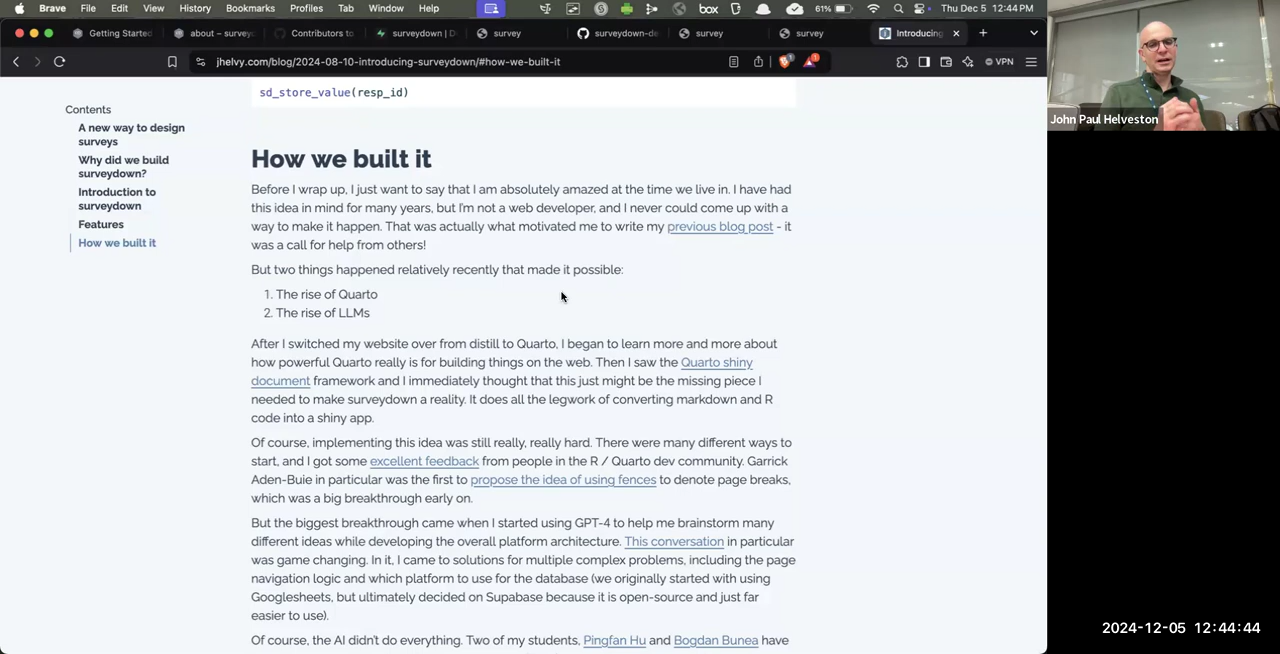 Brave File Edit View History Bookmarks Profiles Tab Window Help box 61% Thu Dec 5 12:44 PM
Getting Started about – surveyd Contributors to surveydown | D survey surveydown-de survey survey Introducing
jhelvy.com/blog/2024-08-10-introducing-surveydown/#how-we-built-it VPN
sd_store_value(resp_id)
Contents
A new way to design
surveys
Why did we build
surveydown?
Introduction to
surveydown
Features
How we built it
How we built it
Before I wrap up, I just want to say that I am absolutely amazed at the time we live in. I have had
this idea in mind for many years, but I'm not a web developer, and I never could come up with a
way to make it happen. That was actually what motivated me to write my previous blog post - it
was a call for help from others!
But two things happened relatively recently that made it possible:
1. The rise of Quarto
2. The rise of LLMs
After I switched my website over from distill to Quarto, I began to learn more and more about
how powerful Quarto really is for building things on the web. Then I saw the Quarto shiny
document framework and I immediately thought that this just might be the missing piece I
needed to make surveydown a reality. It does all the legwork of converting markdown and R
code into a shiny app.
Of course, implementing this idea was still really, really hard. There were many different ways to
start, and I got some excellent feedback from people in the R / Quarto dev community. Garrick
Aden-Buie in particular was the first to propose the idea of using fences to denote page breaks,
which was a big breakthrough early on.
But the biggest breakthrough came when I started using GPT-4 to help me brainstorm many
different ideas while developing the overall platform architecture. This conversation in particular
was game changing. In it, I came to solutions for multiple complex problems, including the page
navigation logic and which platform to use for the database (we originally started with using
Googlesheets, but ultimately decided on Supabase because it is open-source and just far
easier to use).
Of course, the AI didn't do everything. Two of my students, Pingfan Hu and Bogdan Bunea have
John Paul Helveston
2024-12-05 12:44:44